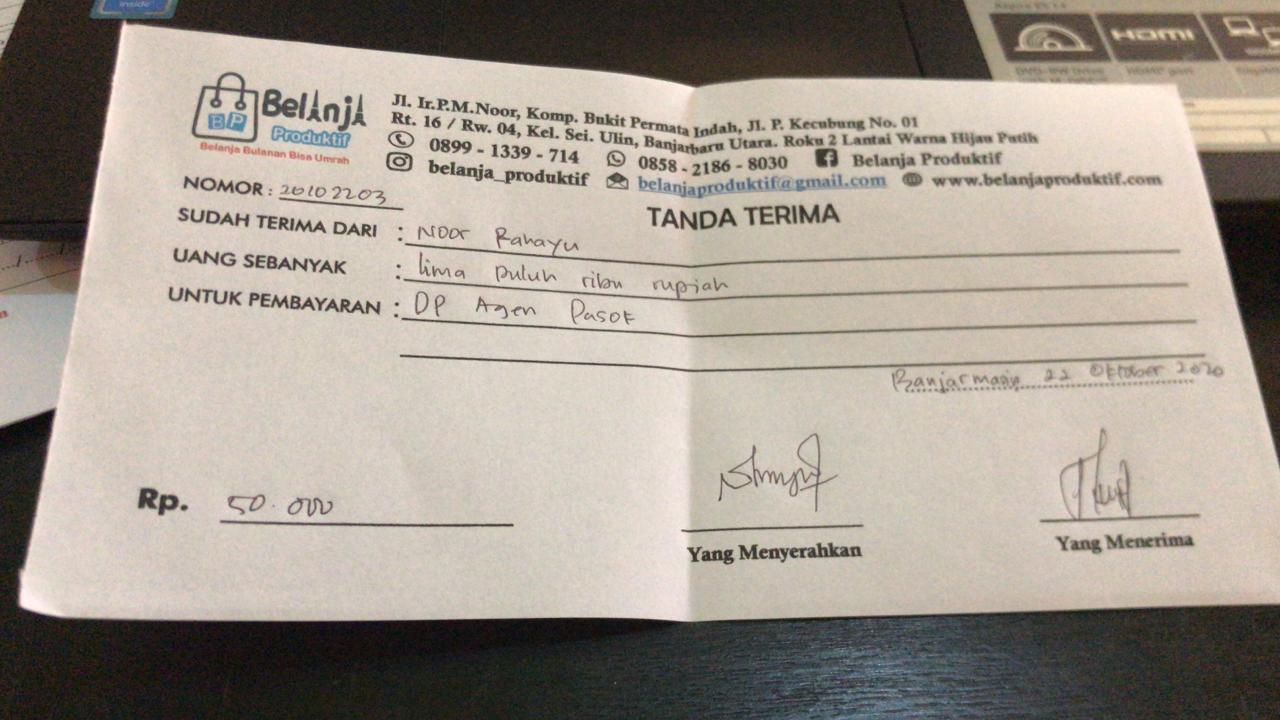 inside
HDMI
Belanja
BP
Produktif
Belanja Bulanan Bisa Umrah
Jl. Ir.P.M.Noor, Komp. Bukit Permata Indah, Jl. P. Kecubung No. 01
Rt. 16 / Rw. 04, Kel. Sei. Ulin, Banjarbaru Utara. Roku 2 Lantai Warna Hijau Putih
0899 - 1339 - 714 0858 - 2186 - 8030 Belanja Produktif
belanja_produktif belanjaproduktif@gmail.com www.belanjaproduktif.com
NOMOR : 20102203
TANDA TERIMA
SUDAH TERIMA DARI : Noor Rahayu
UANG SEBANYAK : lima puluh ribu rupiah
UNTUK PEMBAYARAN : DP Agen Pasok
Banjarmasin 22 Oktober 2020
Rp. 50.000
Yang Menyerahkan Yang Menerima